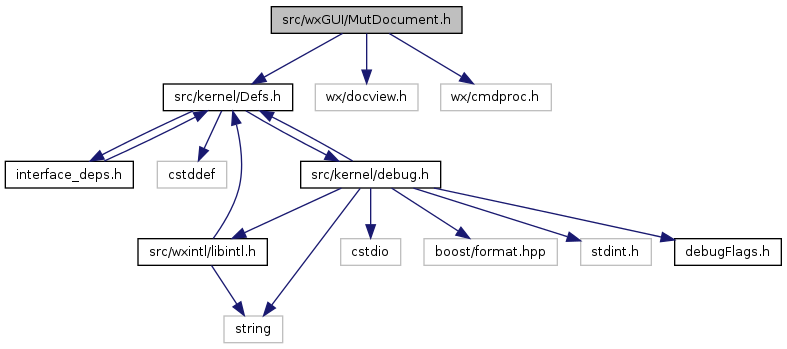 src/wxGUI/MutDocument.h
src/kernel/Defs.h
wx/docview.h
wx/cmdproc.h
interface_deps.h
cstddef
src/kernel/debug.h
src/wxintl/libintl.h
cstdio
boost/format.hpp
stdint.h
debugFlags.h
string